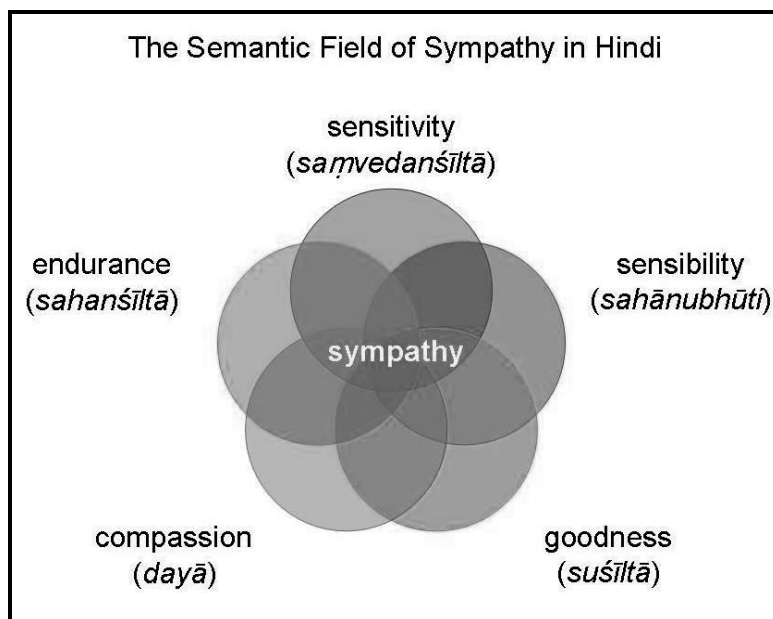 The Semantic Field of Sympathy in Hindi
sensitivity
(saṃvedanśīltā)
endurance
(sahanśīltā)
sensibility
(sahānubhūti)
sympathy
compassion
(dayā)
goodness
(suśīltā)